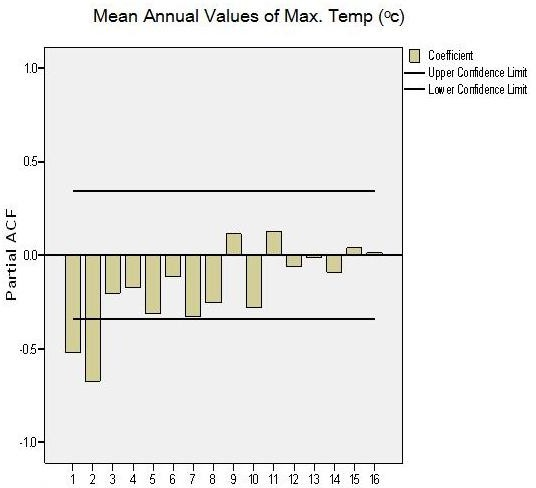 Mean Annual Values of Max. Temp (ºc)
Coefficient
Upper Confidence Limit
Lower Confidence Limit
Partial ACF
1.0
0.5
0.0
-0.5
-1.0
1 2 3 4 5 6 7 8 9 10 11 12 13 14 15 16